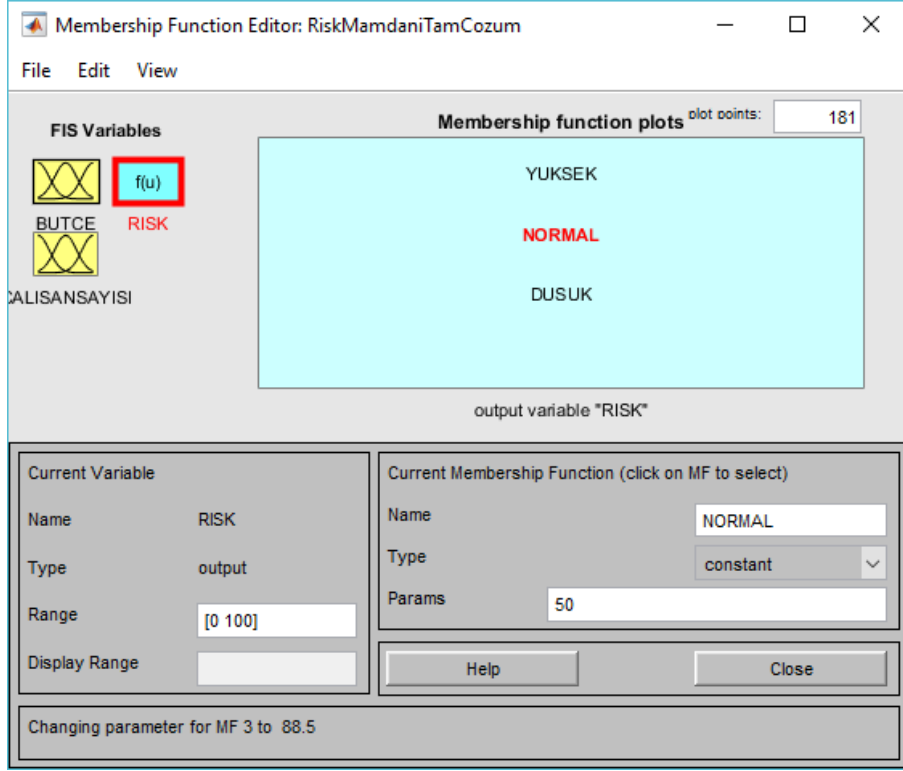 Membership Function Editor: RiskMamdaniTamCozum
File Edit View
FIS Variables
Membership function plots plot points: 181
f(u)
BUTCE RISK
ALISANSAYISI
YUKSEK
NORMAL
DUSUK
output variable "RISK"
Current Variable
Name RISK
Type output
Range [0 100]
Display Range
Current Membership Function (click on MF to select)
Name NORMAL
Type constant
Params 50
Help Close
Changing parameter for MF 3 to 88.5